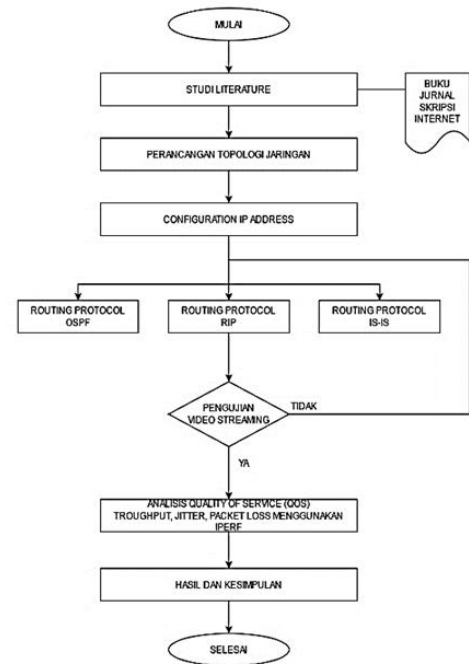 MULAI
STUDI LITERATURE
BUKU
JURNAL
SKRIPSI
INTERNET
PERANCANGAN TOPOLOGI JARINGAN
CONFIGURATION IP ADDRESS
ROUTING PROTOCOL
OSPF
ROUTING PROTOCOL
RIP
ROUTING PROTOCOL
IS-IS
PENGUJIAN
VIDEO STREAMING
TIDAK
YA
ANALISIS QUALITY OF SERVICE (QOS)
TROUGHPUT, JITTER, PACKET LOSS MENGGUNAKAN
IPERF
HASIL DAN KESIMPULAN
SELESAI